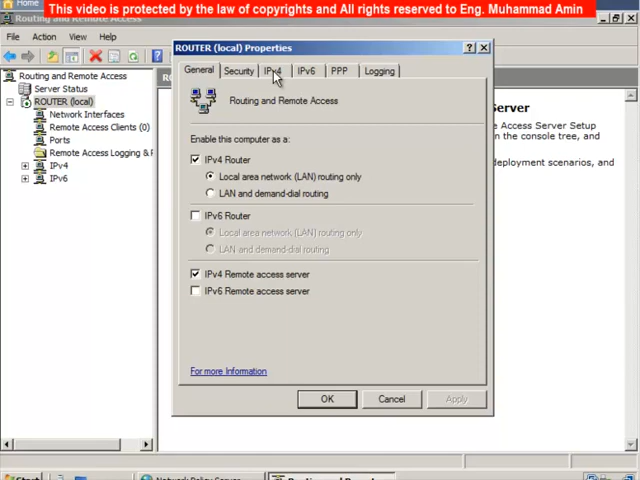 Home
This video is protected by the law of copyrights and All rights reserved to Eng. Muhammad Amin
Routing and Remote Access
File Action View Help
Routing and Remote Access
Server Status
ROUTER (local)
Network Interfaces
Remote Access Clients (0)
Ports
Remote Access Logging & F
IPv4
IPv6
ROUTER (local) Properties
General Security IPv4 IPv6 PPP Logging
Routing and Remote Access
Enable this computer as a:
IPv4 Router
Local area network (LAN) routing only
LAN and demand-dial routing
IPv6 Router
Local area network (LAN) routing only
LAN and demand-dial routing
IPv4 Remote access server
IPv6 Remote access server
For more Information
OK Cancel Apply
Server
e Access Server Setup
n the console tree, and
deployment scenarios, and
Start